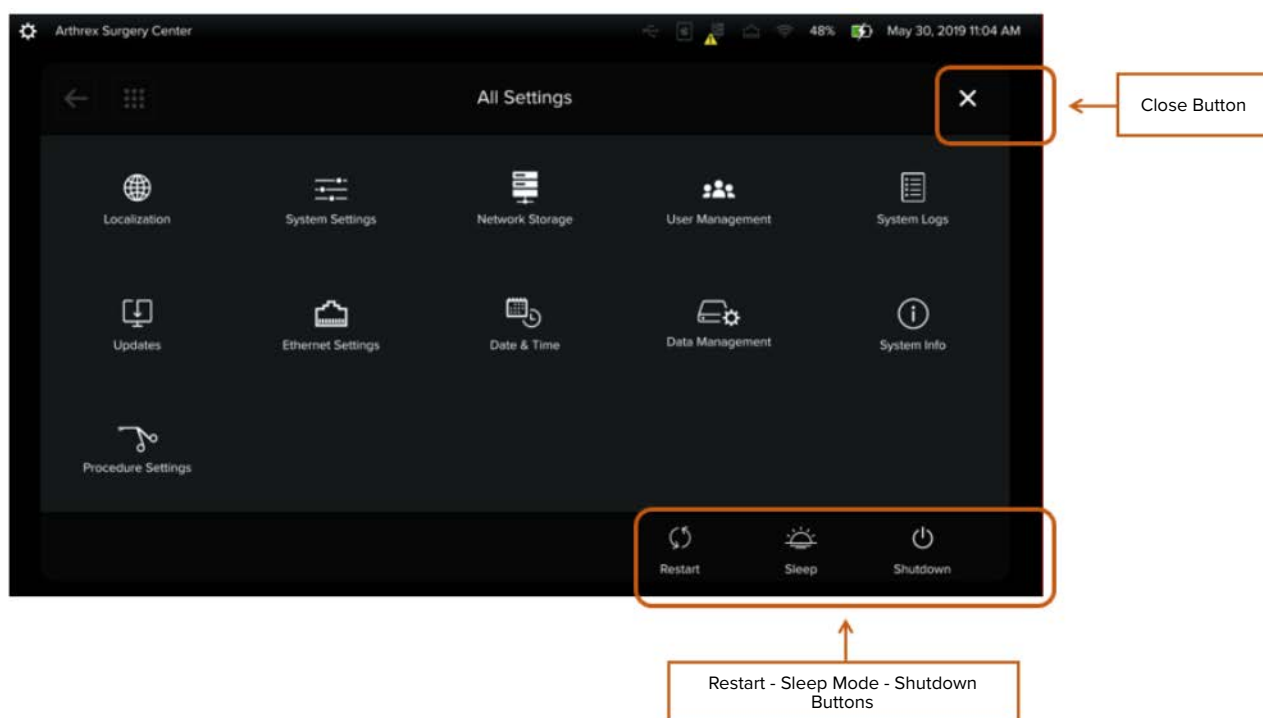 Arthrex Surgery Center
48%
May 30, 2019 11:04 AM
All Settings
Close Button
Localization
System Settings
Network Storage
User Management
System Logs
Updates
Ethernet Settings
Date & Time
Data Management
System Info
Procedure Settings
Restart
Sleep
Shutdown
Restart - Sleep Mode - Shutdown
Buttons